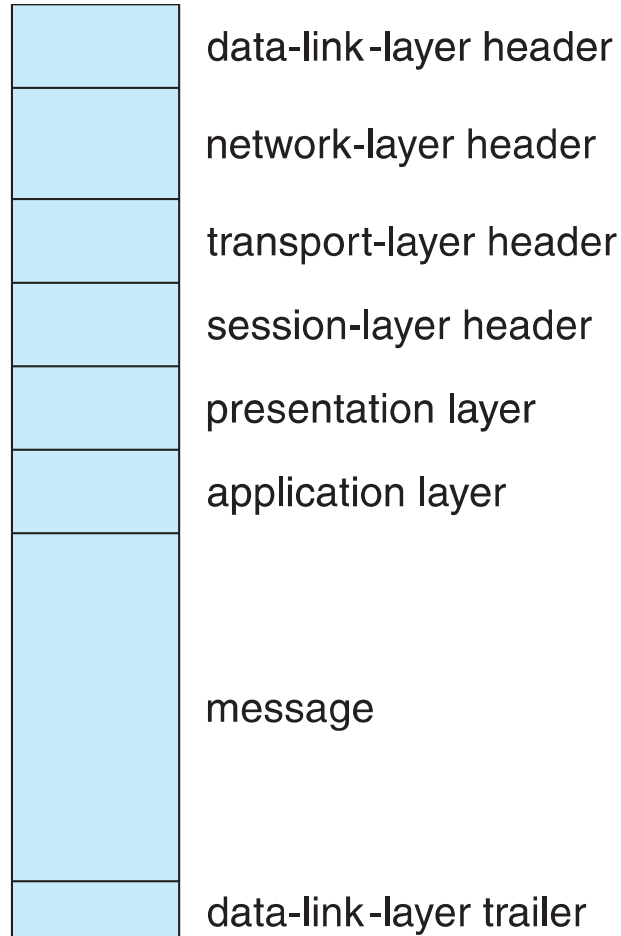 data-link-layer header
network-layer header
transport-layer header
session-layer header
presentation layer
application layer
message
data-link-layer trailer